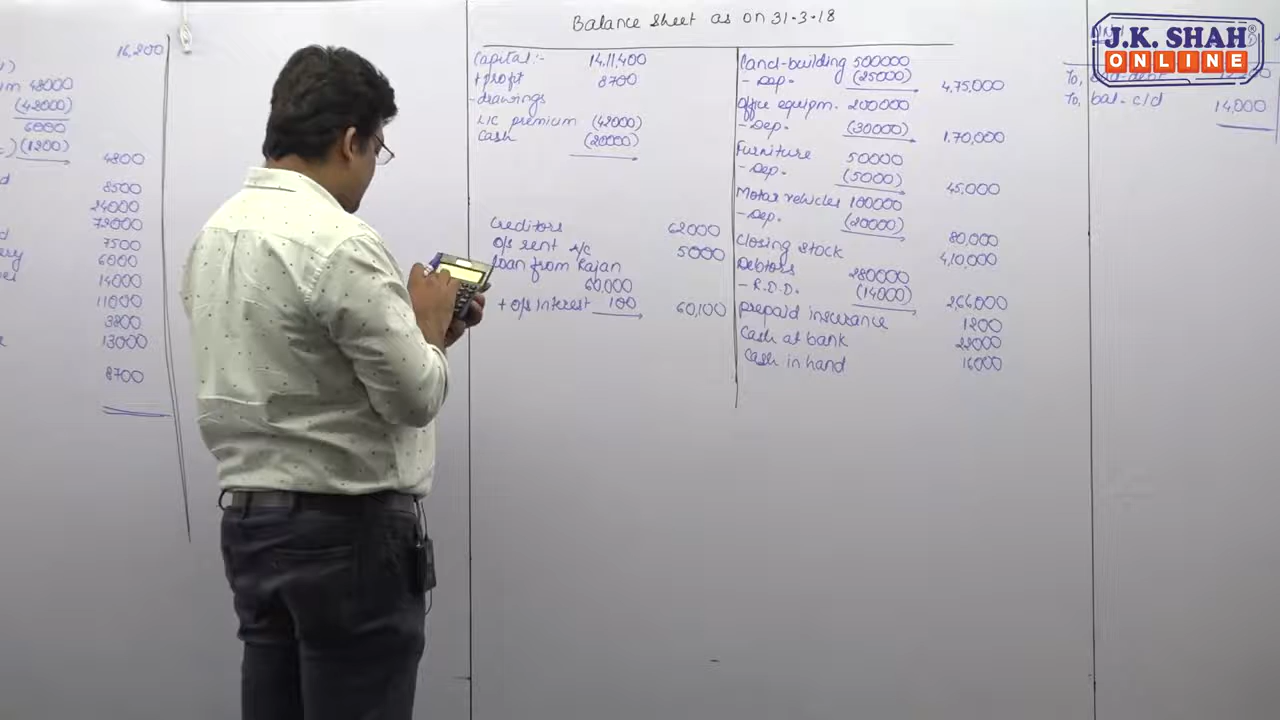 Balance Sheet as on 31-3-18
16,200
um 48000
(42000)
6000
(1200)
4800
8500
24000
72000
7500
6000
14000
11000
3800
13000
8700
Capital:- 14,11,400
+ profit 8700
- drawings
LIC premium (42000)
Cash (20000)
Creditors 62000
o/s rent 5000
loan from Rajan A/c
60,000
+ o/s interest 100 60,100
Land-building 500000
- Dep. (25000) 4,75,000
Office equipm. 200000
- Dep. (30000) 1,70,000
Furniture 50000
- Dep. (5000) 45,000
Motor vehicles 100000
- Dep. (20000) 80,000
Closing stock 4,10,000
Debtors 280000
- R.D.D. (14000) 2,66,000
prepaid insurance 1200
Cash at bank 22000
Cash in hand 16000
J.K. SHAH®
ONLINE
To, bal. c/d 14,000